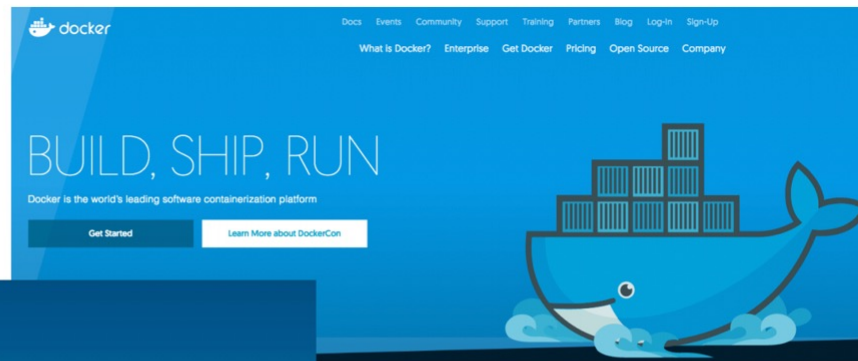 docker
Docs Events Community Support Training Partners Blog Log-In Sign-Up
What is Docker? Enterprise Get Docker Pricing Open Source Company
BUILD, SHIP, RUN
Docker is the world's leading software containerization platform
Get Started
Learn More about DockerCon